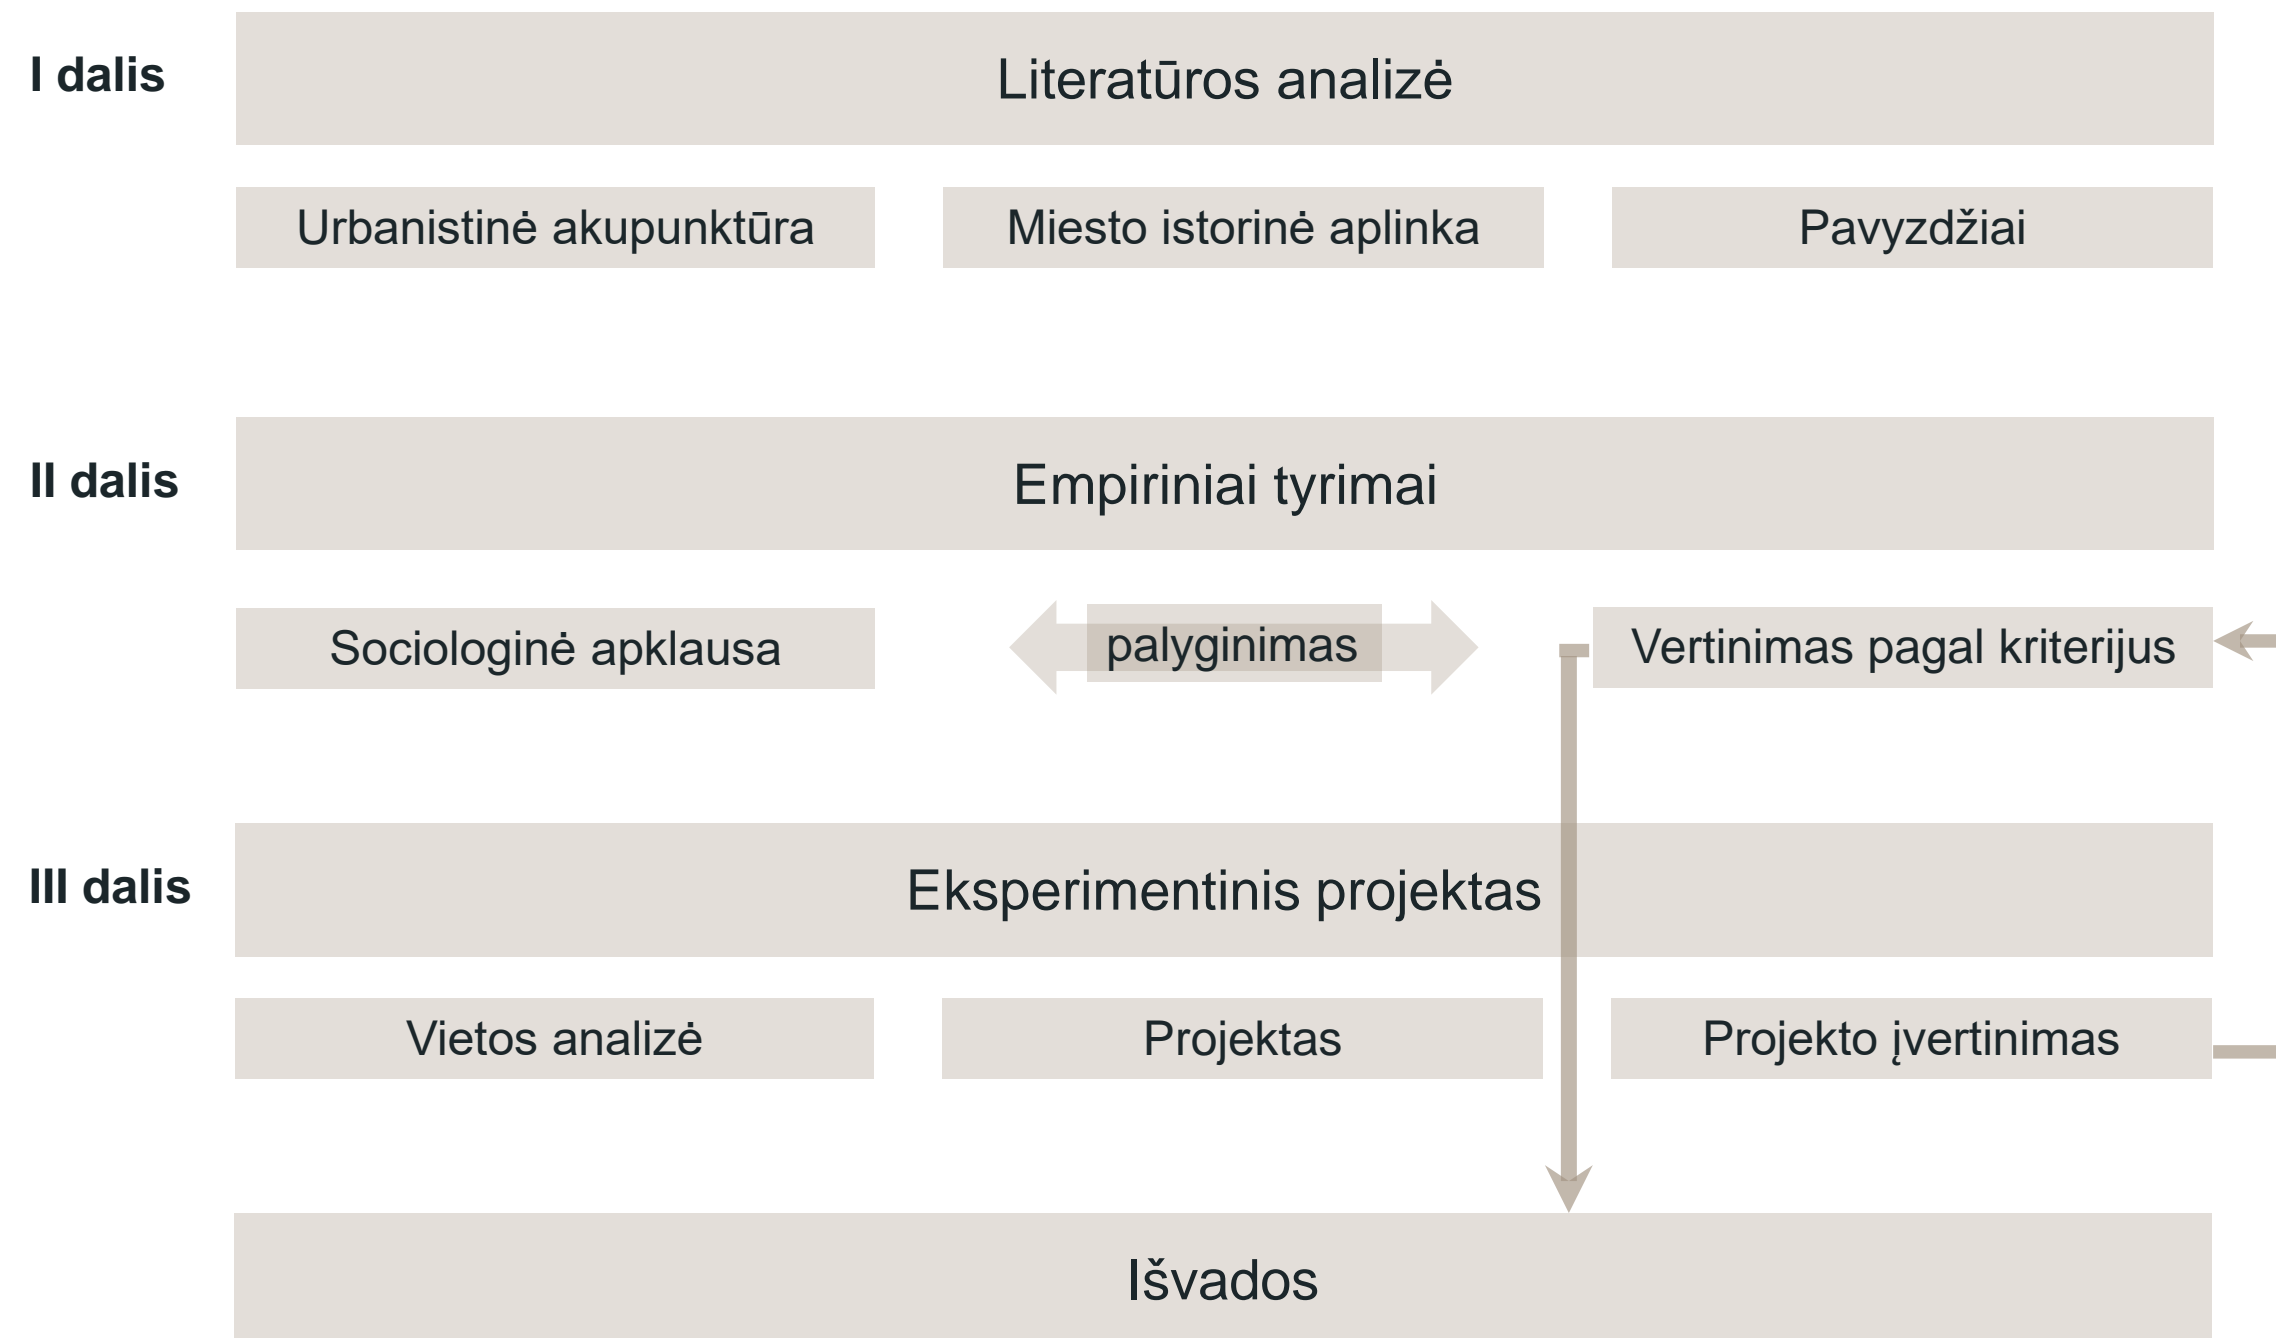 I dalis
Literatūros analizė
Urbanistinė akupunktūra
Miesto istorinė aplinka
Pavyzdžiai
II dalis
Empiriniai tyrimai
Sociologinė apklausa
palyginimas
Vertinimas pagal kriterijus
III dalis
Eksperimentinis projektas
Vietos analizė
Projektas
Projekto įvertinimas
Išvados